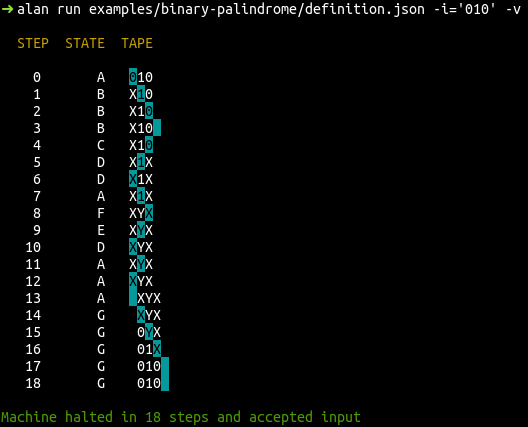 ➜ alan run examples/binary-palindrome/definition.json -i='010' -v
STEP STATE TAPE
0 A 010
1 B X10
2 B X10
3 B X10
4 C X10
5 D X1X
6 D X1X
7 A X1X
8 F XYX
9 E XYX
10 D XYX
11 A XYX
12 A XYX
13 A XYX
14 G XYX
15 G 0YX
16 G 01X
17 G 010
18 G 010
Machine halted in 18 steps and accepted input